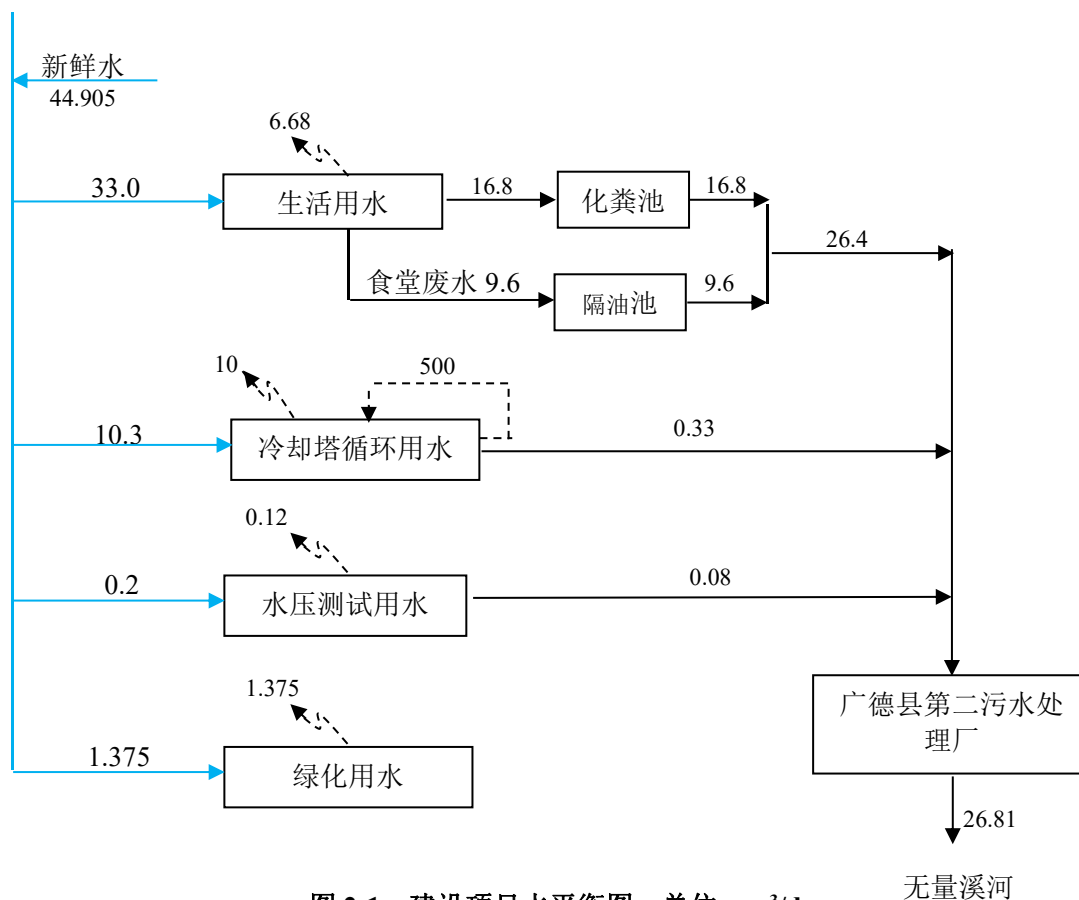 新鲜水
44.905
6.68
33.0
生活用水
16.8
化粪池
16.8
26.4
食堂废水 9.6
隔油池
9.6
10
500
10.3
冷却塔循环用水
0.33
0.12
0.2
水压测试用水
0.08
1.375
1.375
绿化用水
广德县第二污水处
理厂
26.81
无量溪河